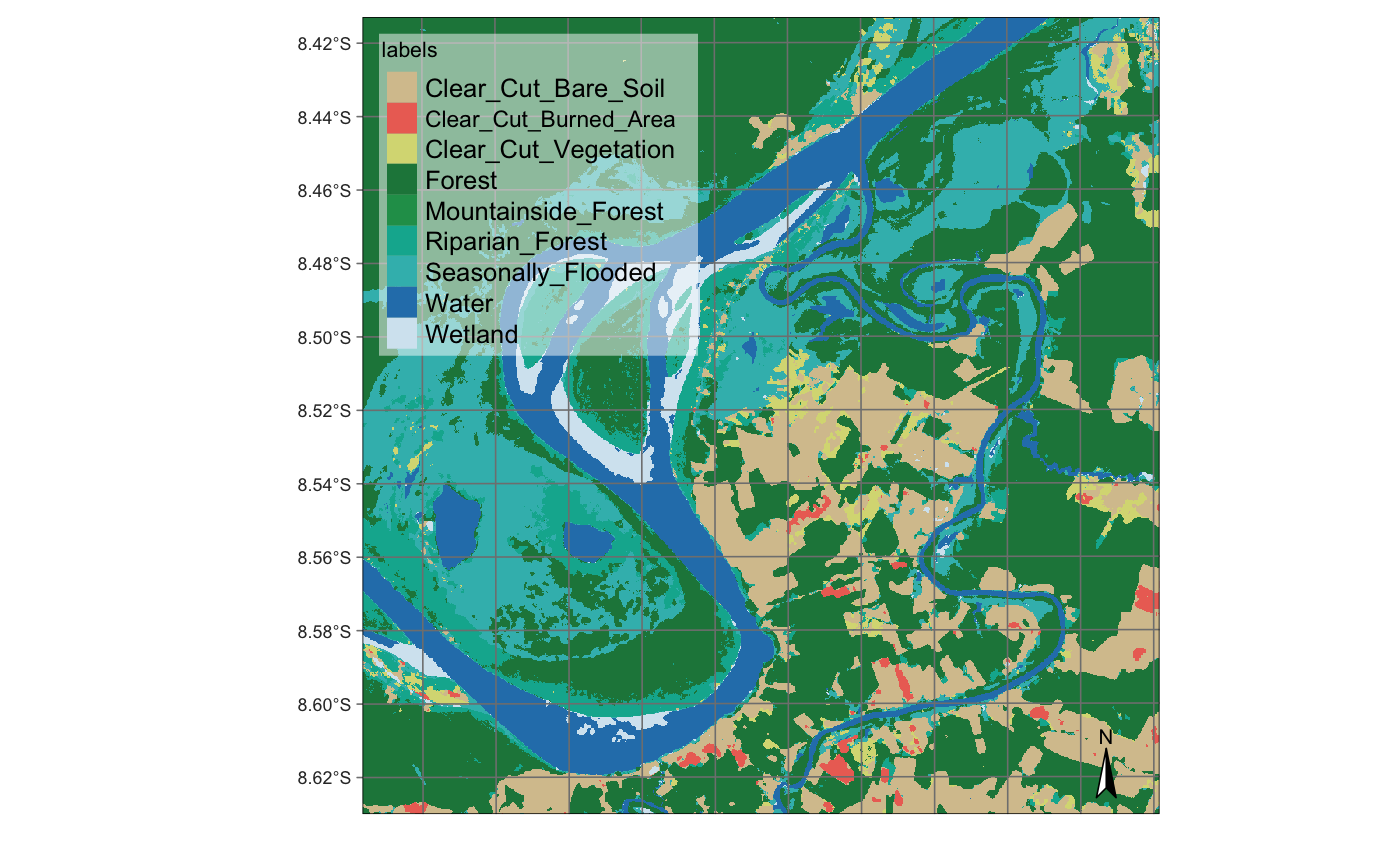 8.42°S
8.44°S
8.46°S
8.48°S
8.50°S
8.52°S
8.54°S
8.56°S
8.58°S
8.60°S
8.62°S
labels
Clear_Cut_Bare_Soil
Clear_Cut_Burned_Area
Clear_Cut_Vegetation
Forest
Mountainside_Forest
Riparian_Forest
Seasonally_Flooded
Water
Wetland
N